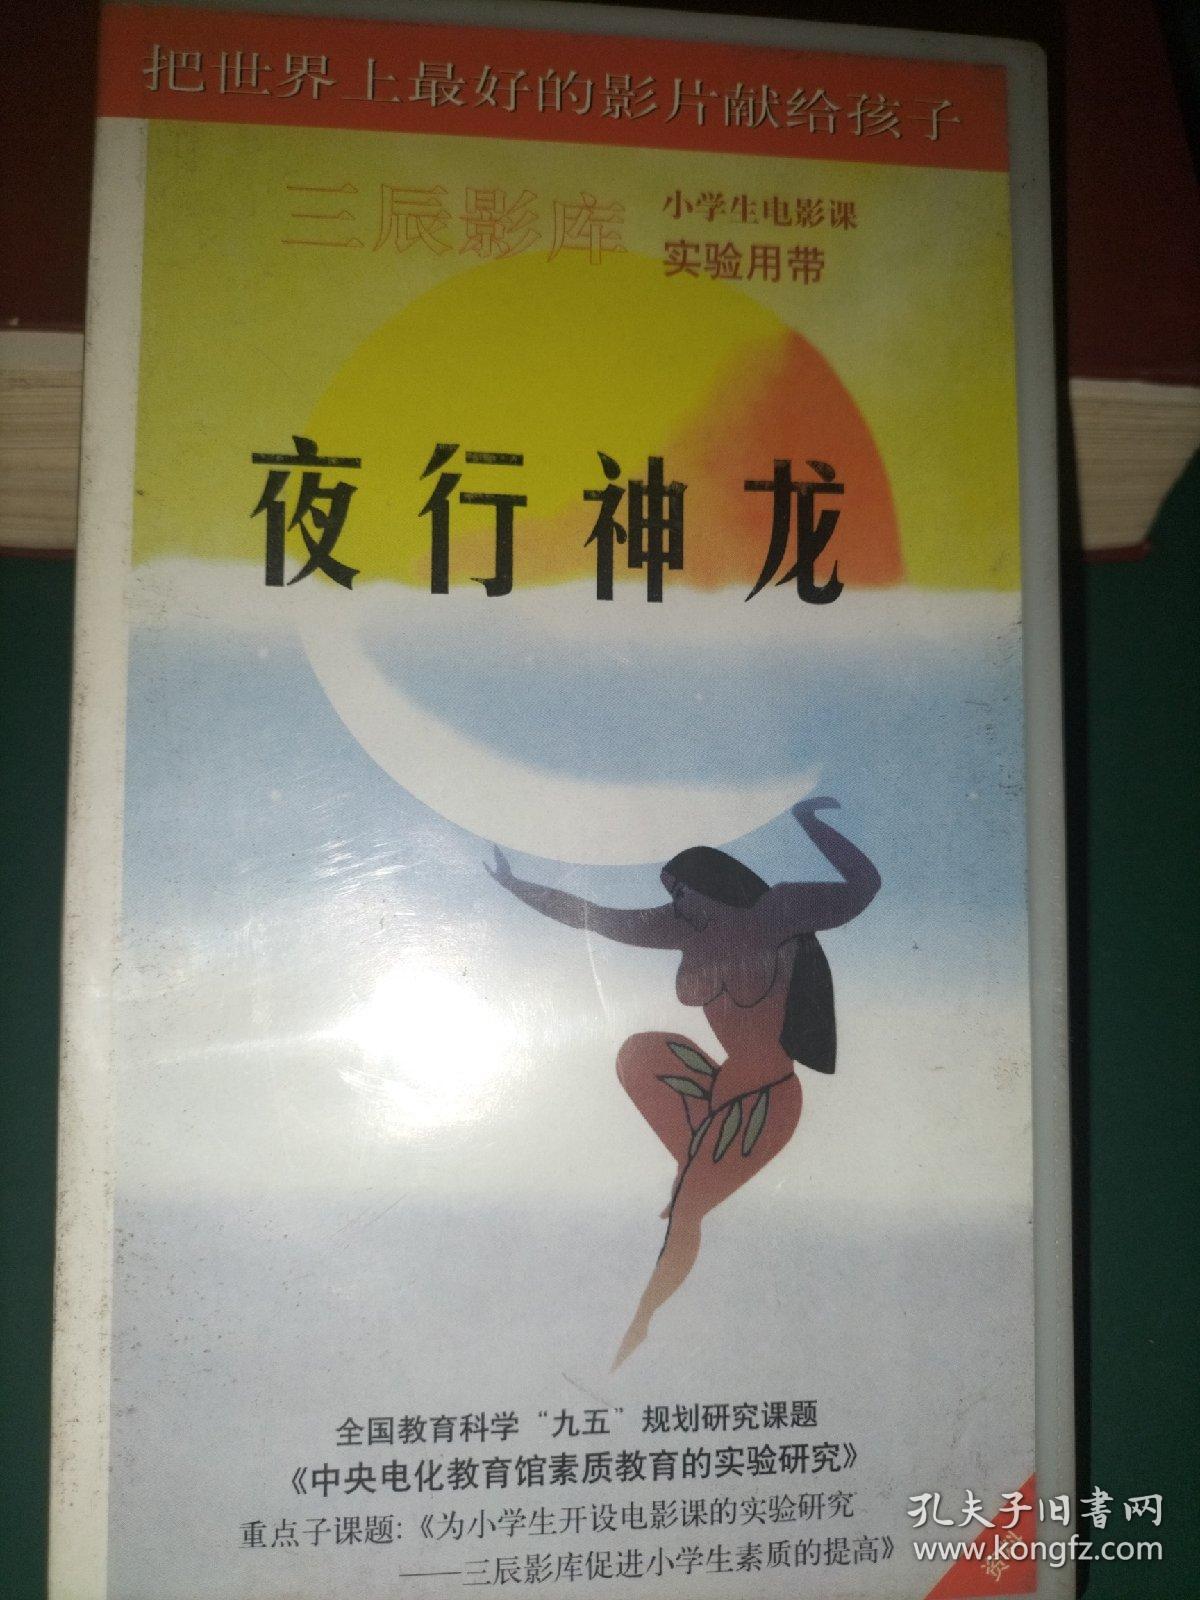 把世界上最好的影片献给孩子
三辰影库
小学生电影课
实验用带
夜行神龙
全国教育科学“九五”规划研究课题
《中央电化教育馆素质教育的实验研究》
重点子课题:《为小学生开设电影课的实验研究
——三辰影库促进小学生素质的提高》
孔夫子旧书网
www.kongfz.com